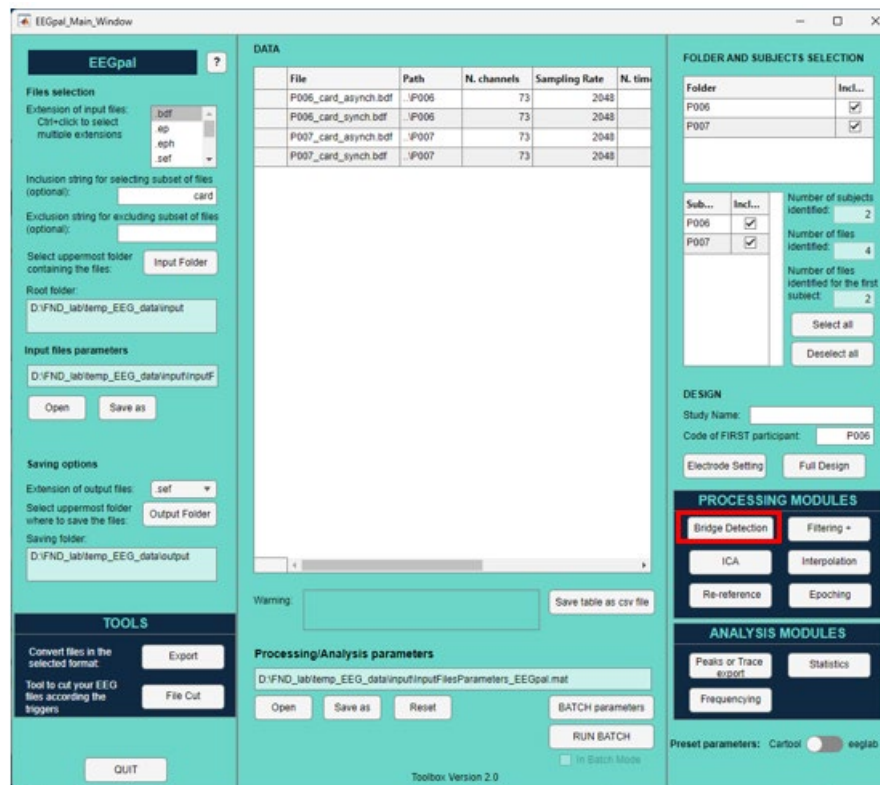 EEGpal_Main_Window
EEGpal
?
Files selection
Extension of input files:
Ctrl+click to select
multiple extensions
.bdf
.ep
.eph
.sef
Inclusion string for selecting subset of files
(optional):
card
Exclusion string for excluding subset of files
(optional):
Select uppermost folder
containing the files:
Input Folder
Root folder:
D:\FND_lab\temp_EEG_data\input
Input files parameters
D:\FND_lab\temp_EEG_data\input\InputF
Open
Save as
Saving options
Extension of output files:
.sef
Select uppermost folder
where to save the files:
Output Folder
Saving folder:
D:\FND_lab\temp_EEG_data\output
TOOLS
Convert files in the
selected format:
Export
Tool to cut your EEG
files according the
triggers
File Cut
QUIT
DATA
File Path N. channels Sampling Rate N. tim
P006_card_asynch.bdf ..\P006 73 2048
P006_card_synch.bdf ..\P006 73 2048
P007_card_asynch.bdf ..\P007 73 2048
P007_card_synch.bdf ..\P007 73 2048
Warning:
Save table as csv file
Processing/Analysis parameters
D:\FND_lab\temp_EEG_data\input\InputFilesParameters_EEGpal.mat
Open
Save as
Reset
BATCH parameters
RUN BATCH
In Batch Mode
Toolbox Version 2.0
FOLDER AND SUBJECTS SELECTION
Folder Incl...
P006
P007
Sub... Incl...
P006
P007
Number of subjects
identified:
2
Number of files
identified:
4
Number of files
identified for the first
subject:
2
Select all
Deselect all
DESIGN
Study Name:
Code of FIRST participant:
P006
Electrode Setting
Full Design
PROCESSING MODULES
Bridge Detection
Filtering +
ICA
Interpolation
Re-reference
Epoching
ANALYSIS MODULES
Peaks or Trace
export
Statistics
Frequencying
Preset parameters: Cartool eeglab